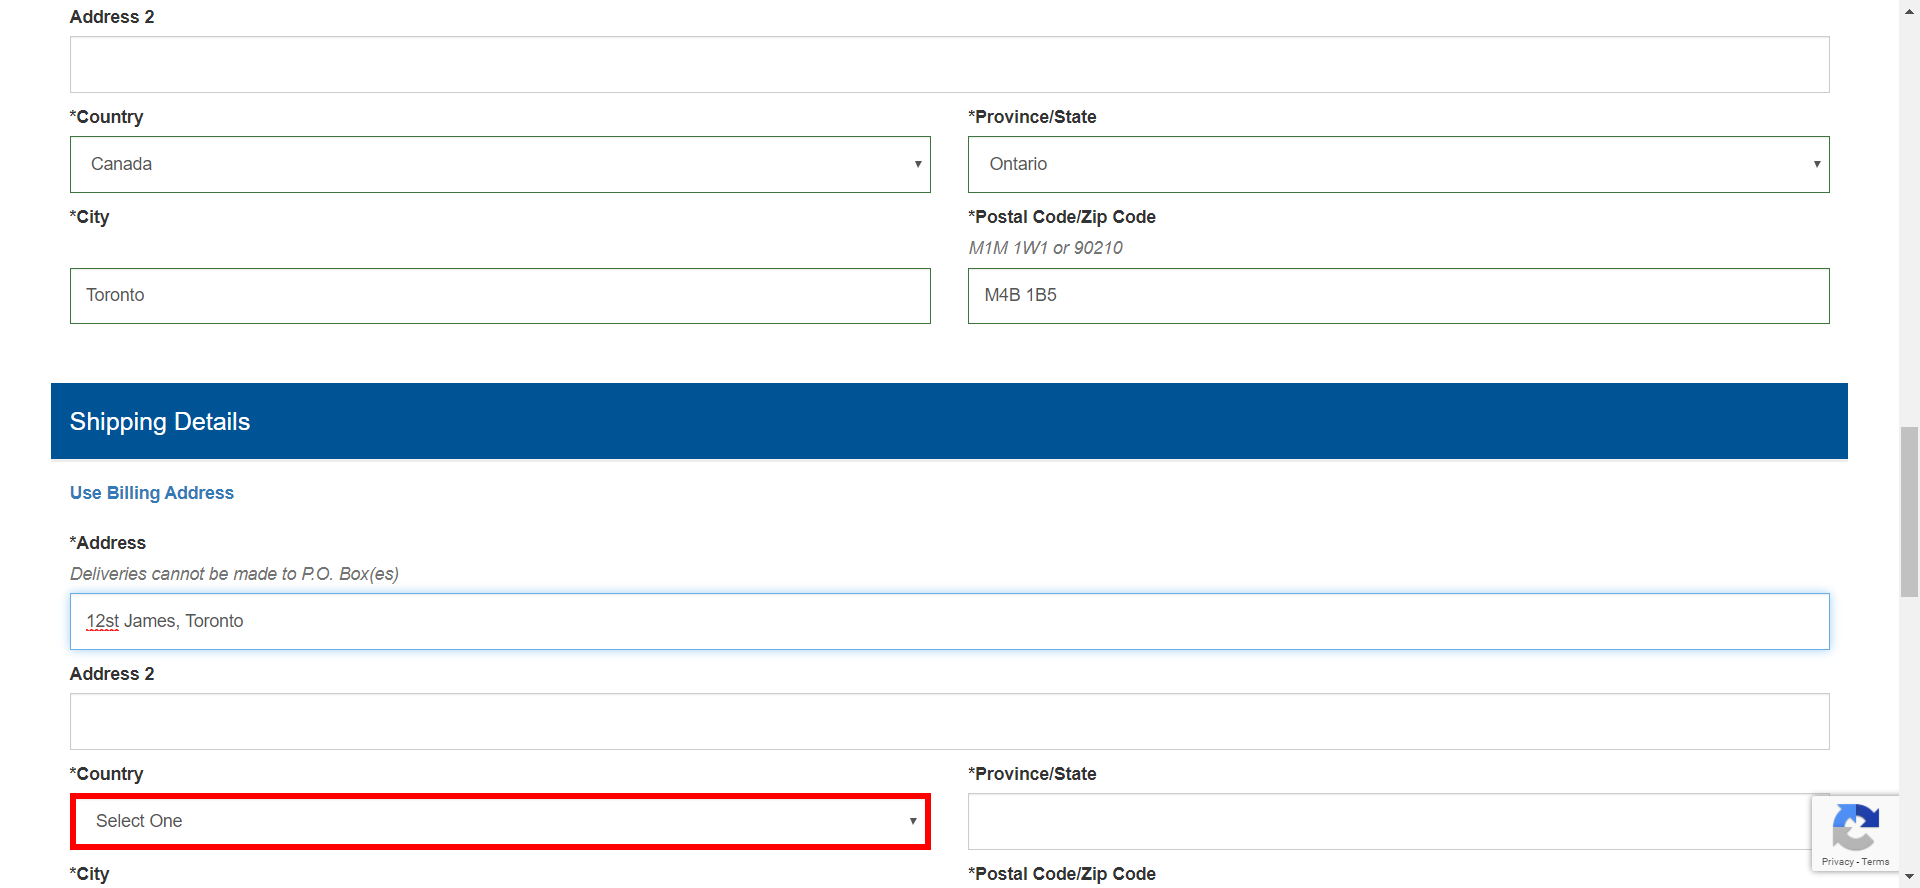 Address 2
*Country
*Province/State
Canada
Ontario
*City
*Postal Code/Zip Code
M1M 1W1 or 90210
Toronto
M4B 1B5
Shipping Details
Use Billing Address
*Address
Deliveries cannot be made to P.O. Box(es)
12st James, Toronto
Address 2
*Country
*Province/State
Select One
Privacy - Terms
*City
*Postal Code/Zip Code